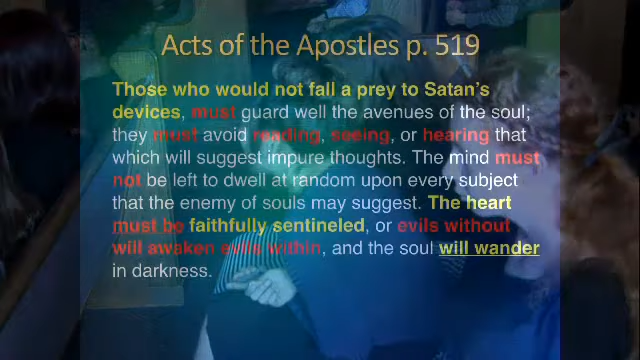 Acts of the Apostles p. 519
Those who would not fall a prey to Satan's
devices, must guard well the avenues of the soul;
they must avoid reading, seeing, or hearing that
which will suggest impure thoughts. The mind must
not be left to dwell at random upon every subject
that the enemy of souls may suggest. The heart
must be faithfully sentineled, or evils without
will awaken evils within, and the soul will wander
in darkness.